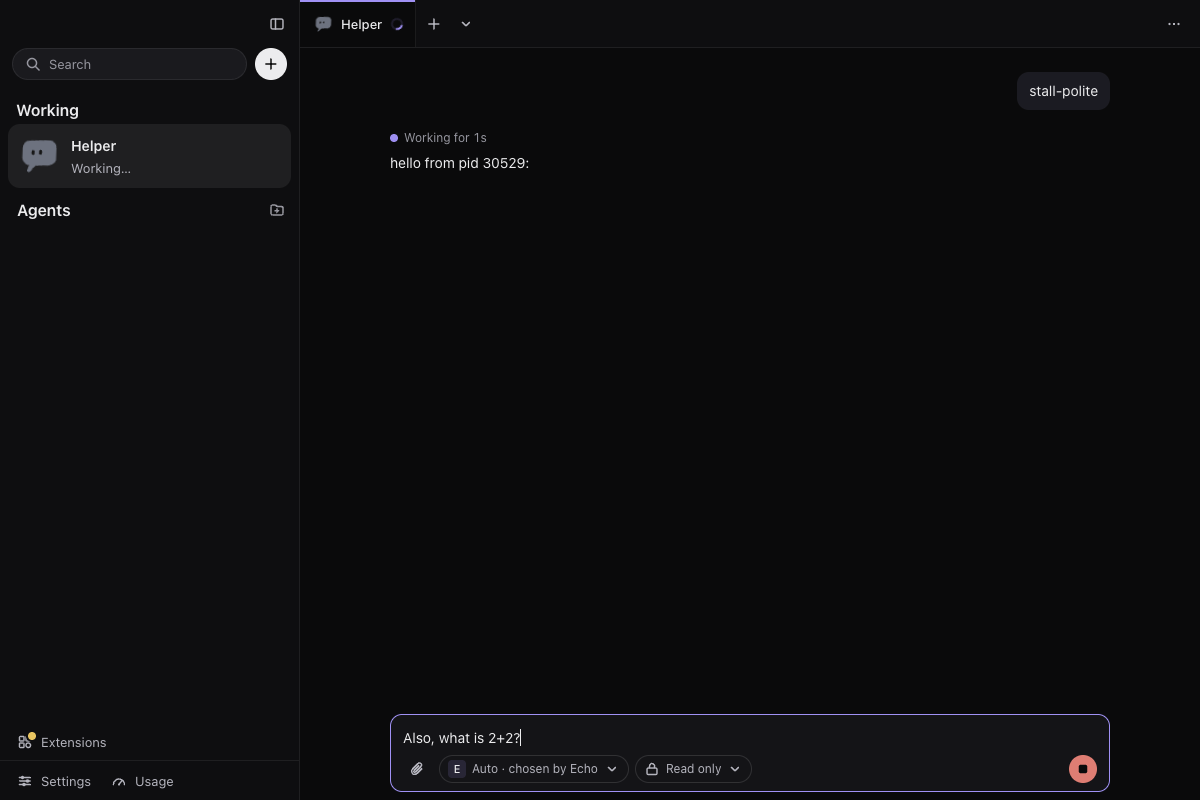 Helper
Search
Working
Helper
Working...
Agents
stall-polite
Working for 1s
hello from pid 30529:
Also, what is 2+2?
E Auto · chosen by Echo
Read only
Extensions
Settings
Usage